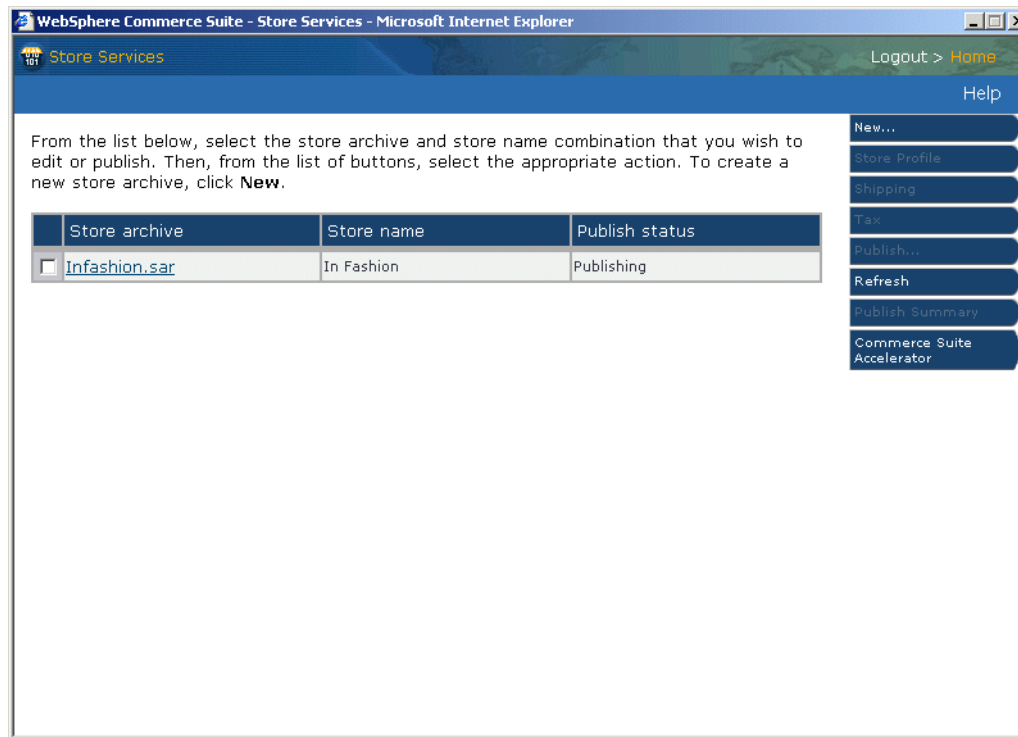 WebSphere Commerce Suite - Store Services - Microsoft Internet Explorer
Store Services
Logout > Home
Help
From the list below, select the store archive and store name combination that you wish to
edit or publish. Then, from the list of buttons, select the appropriate action. To create a
new store archive, click New.
Store archive Store name Publish status
Infashion.sar In Fashion Publishing
New...
Store Profile
Shipping
Tax
Publish...
Refresh
Publish Summary
Commerce Suite
Accelerator